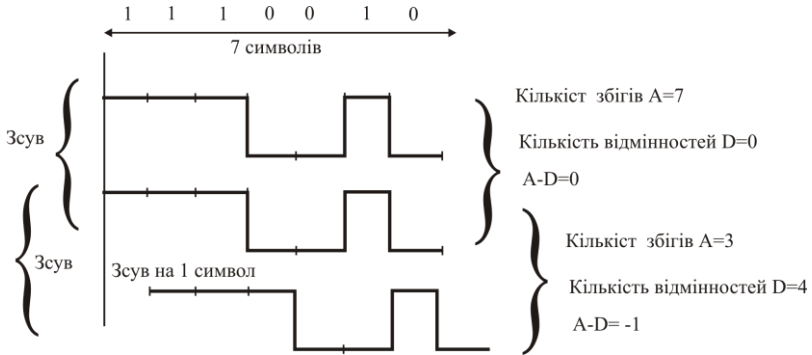 1 1 1 0 0 1 0
7 символів
Зсув
Кількіст збігів A=7
Кількість відмінностей D=0
A-D=0
Зсув
Зсув на 1 символ
Кількіст збігів A=3
Кількість відмінностей D=4
A-D= -1